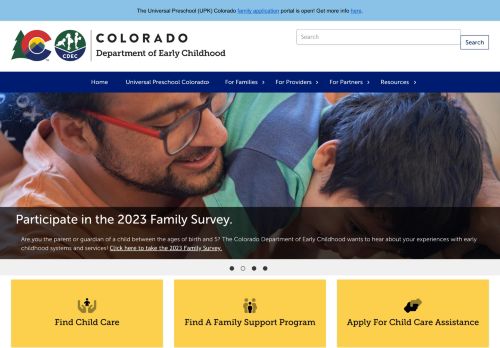 The Universal Preschool (UPK) Colorado family application portal is open! Get more info here.
CDEC
COLORADO
Department of Early Childhood
Search
Search
Home
Universal Preschool Colorado
For Families
For Providers
For Partners
Resources
Participate in the 2023 Family Survey.
Are you the parent or guardian of a child between the ages of birth and 5? The Colorado Department of Early Childhood wants to hear about your experiences with early
childhood systems and services! Click here to take the 2023 Family Survey.
Find Child Care
Find A Family Support Program
Apply For Child Care Assistance